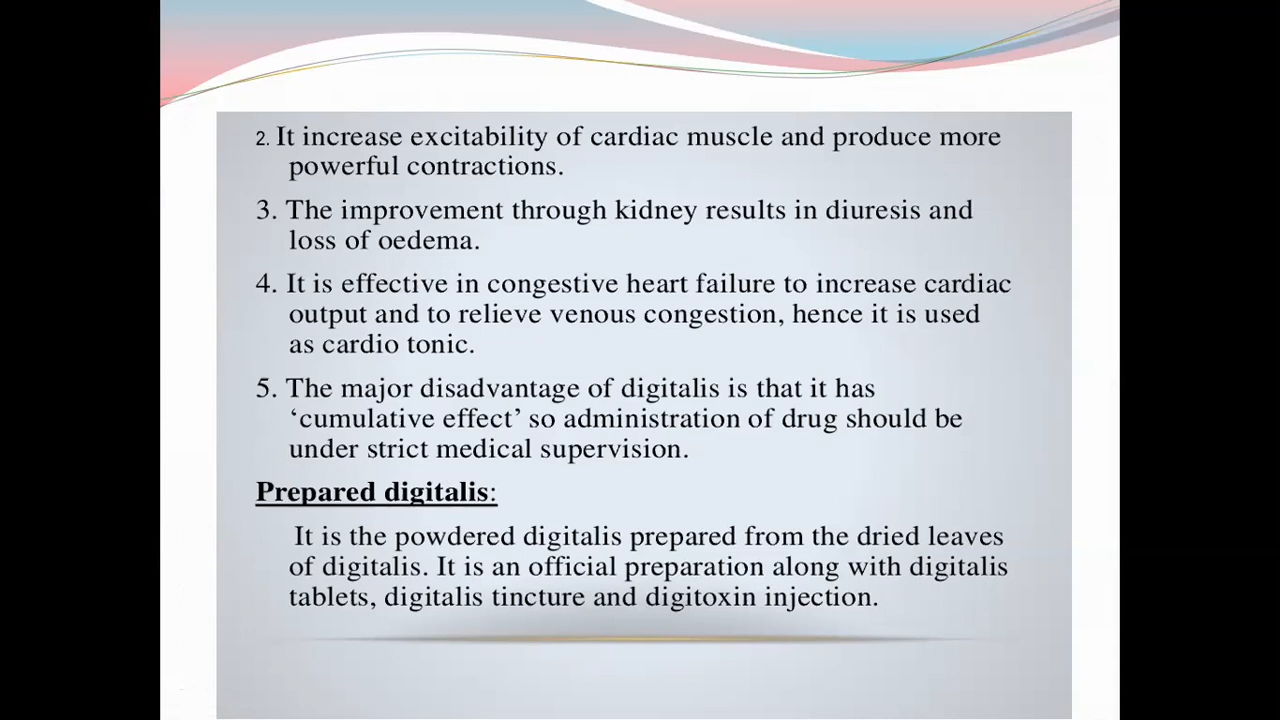 2. It increase excitability of cardiac muscle and produce more
powerful contractions.
3. The improvement through kidney results in diuresis and
loss of oedema.
4. It is effective in congestive heart failure to increase cardiac
output and to relieve venous congestion, hence it is used
as cardio tonic.
5. The major disadvantage of digitalis is that it has
‘cumulative effect’ so administration of drug should be
under strict medical supervision.
Prepared digitalis:
It is the powdered digitalis prepared from the dried leaves
of digitalis. It is an official preparation along with digitalis
tablets, digitalis tincture and digitoxin injection.